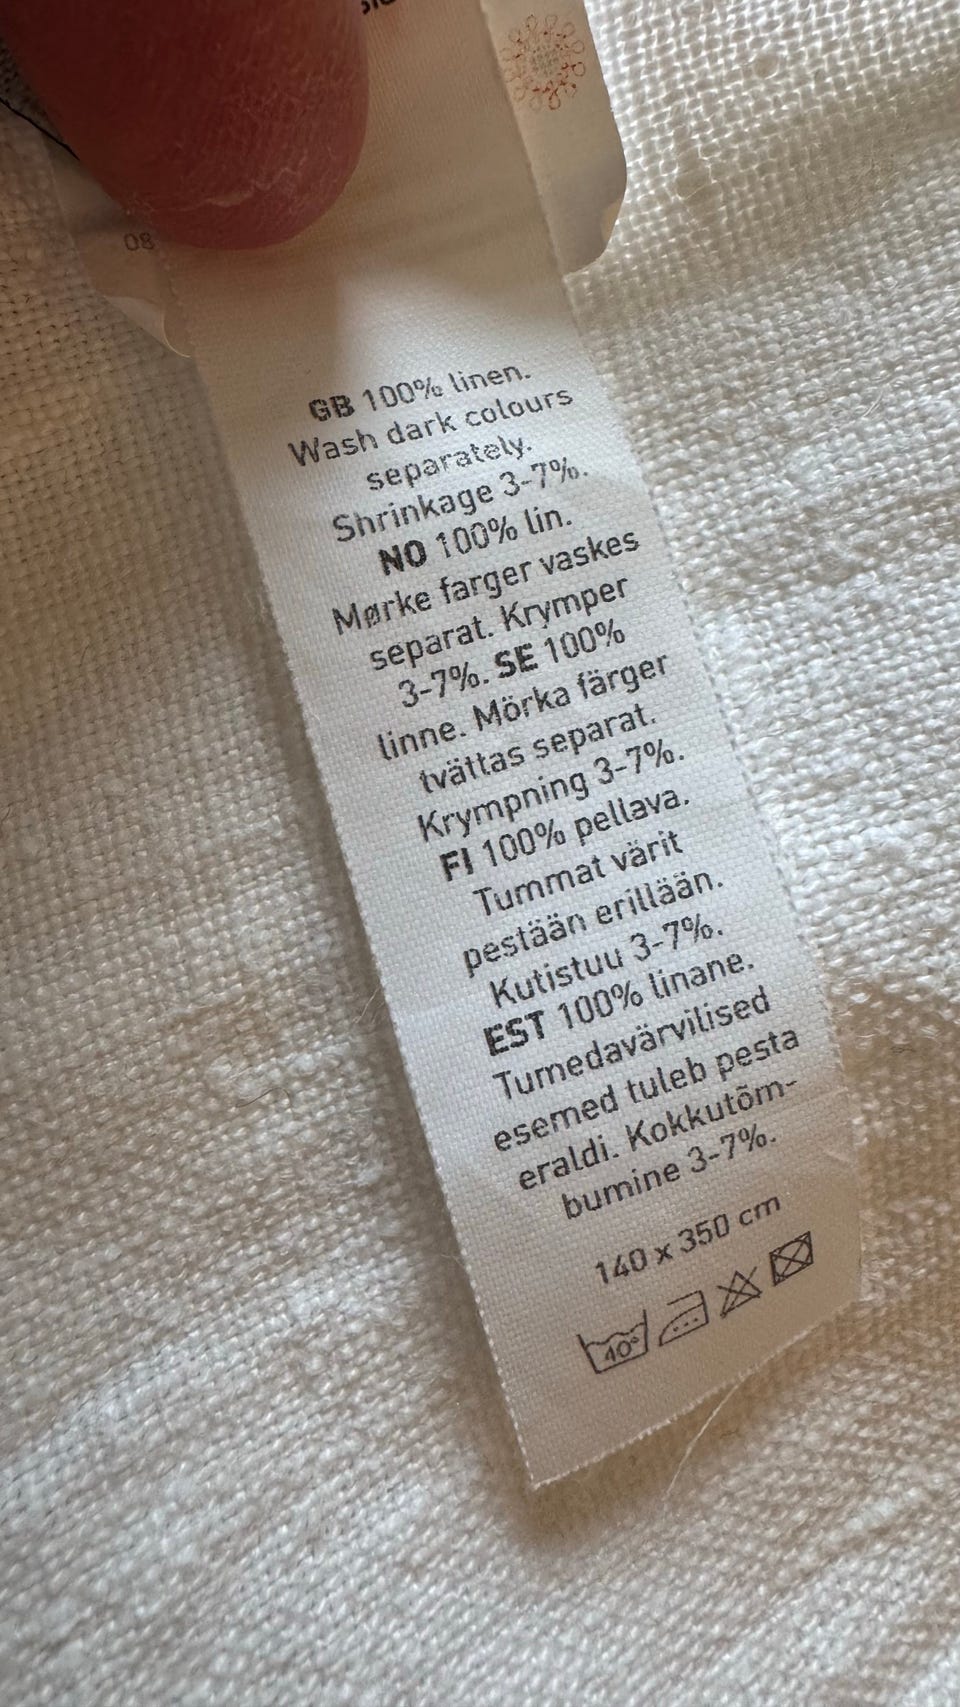 08
GB 100% linen.
Wash dark colours
separately.
Shrinkage 3-7%.
NO 100% lin.
Mørke farger vaskes
separat. Krymper
3-7%. SE 100%
linne. Mörka färger
tvättas separat.
Krympning 3-7%.
FI 100% pellava.
Tummat värit
pestään erillään.
Kutistuu 3-7%.
EST 100% linane.
Tumedavärvilised
esemed tuleb pesta
eraldi. Kokkutõm-
bumine 3-7%.
140 x 350 cm
40°